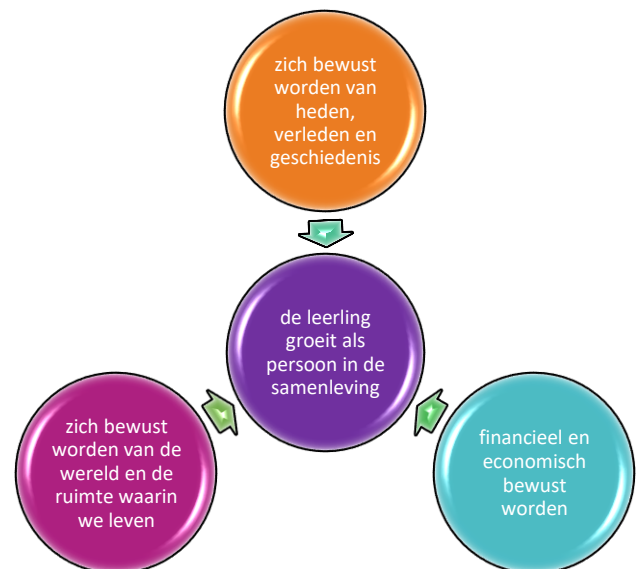 zich bewust
worden van
heden,
verleden en
geschiedenis
de leerling
groeit als
persoon in de
samenleving
zich bewust
worden van de
wereld en de
ruimte waarin
we leven
financieel en
economisch
bewust
worden